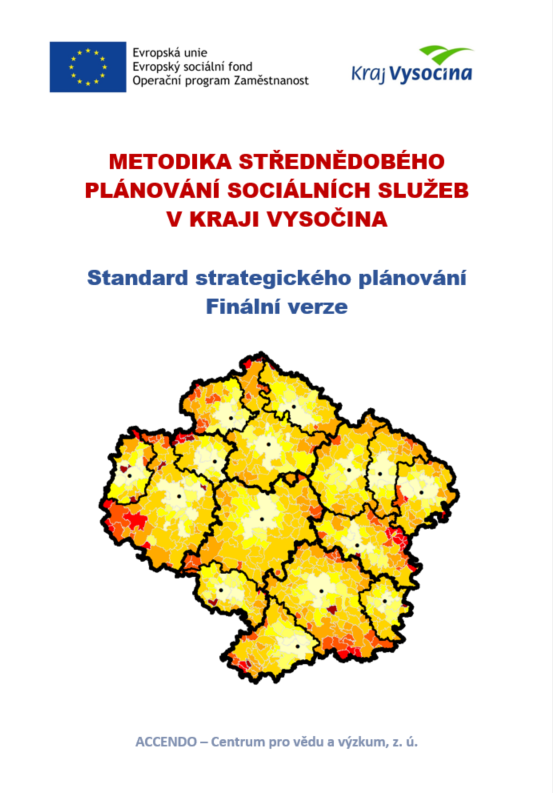 Evropská unie
Evropský sociální fond
Operační program Zaměstnanost
Kraj Vysočina
METODIKA STŘEDNĚDOBÉHO
PLÁNOVÁNÍ SOCIÁLNÍCH SLUŽEB
V KRAJI VYSOČINA
Standard strategického plánování
Finální verze
ACCENDO – Centrum pro vědu a výzkum, z. ú.